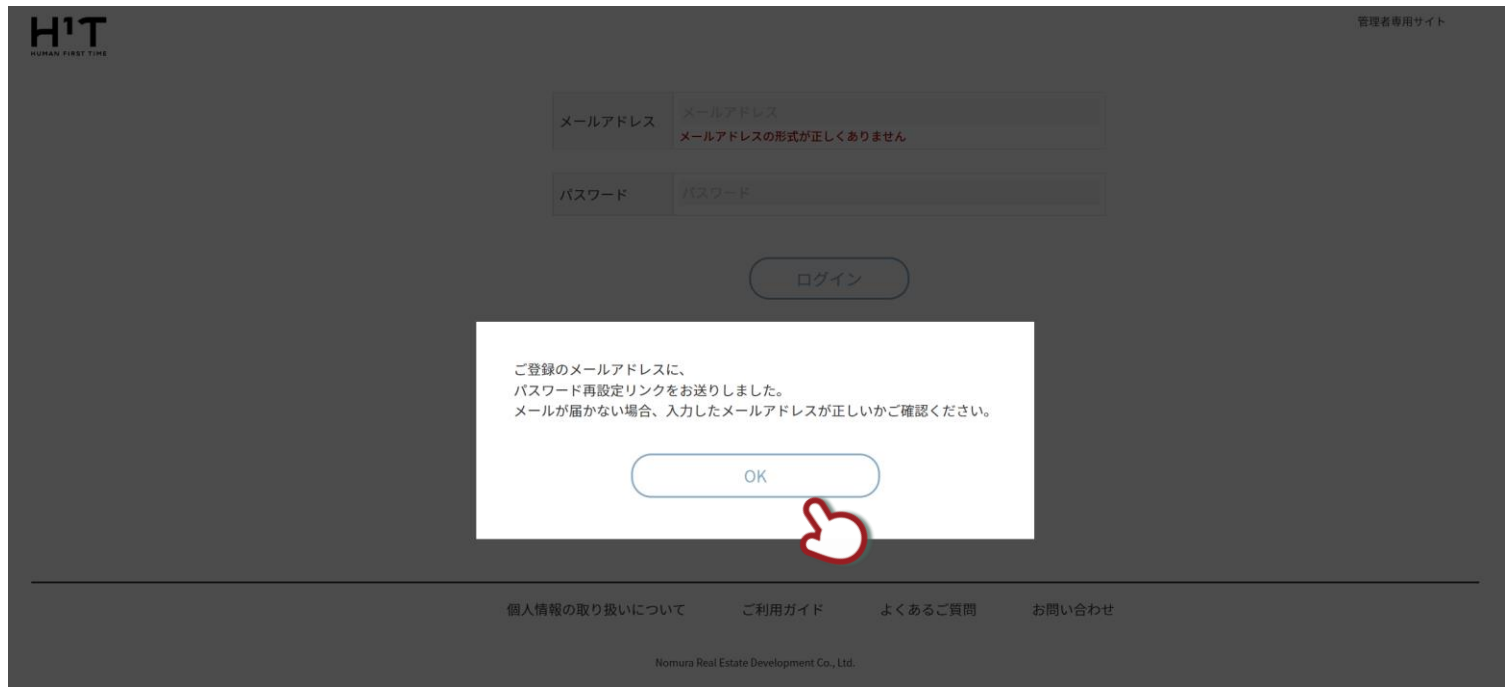 H¹T
HUMAN FIRST TIME
管理者専用サイト
メールアドレス
メールアドレス
メールアドレスの形式が正しくありません
パスワード
パスワード
ログイン
ご登録のメールアドレスに、
パスワード再設定リンクをお送りしました。
メールが届かない場合、入力したメールアドレスが正しいかご確認ください。
OK
個人情報の取り扱いについて ご利用ガイド よくあるご質問 お問い合わせ
Nomura Real Estate Development Co., Ltd.